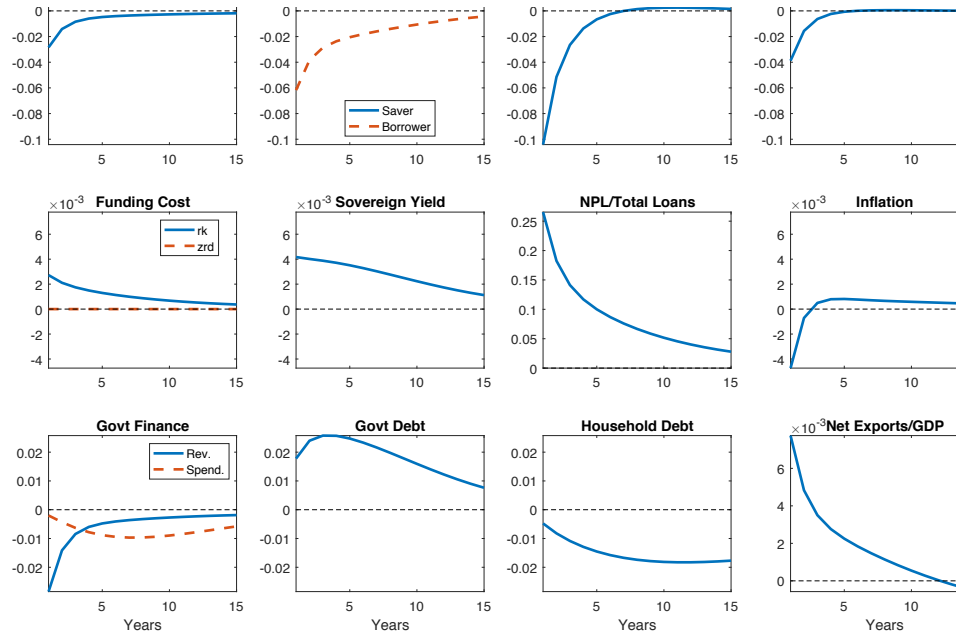 0 0 0 0
-0.02 -0.02 -0.02 -0.02
-0.04 -0.04 -0.04 -0.04
-0.06 -0.06 -0.06 -0.06
-0.08 -0.08 -0.08 -0.08
-0.1 -0.1 -0.1 -0.1
Saver
Borrower
5 10 15 5 10 15 5 10 15 5 10
×10⁻³ Funding Cost ×10⁻³ Sovereign Yield NPL/Total Loans ×10⁻³ Inflation
6 6 0.25 6
4 4 0.2 4
2 2 0.15 2
0 0 0.1 0
-2 -2 0.05 -2
-4 -4 0 -4
rk
zrd
5 10 15 5 10 15 5 10 15 5 10
Govt Finance Govt Debt Household Debt ×10⁻³ Net Exports/GDP
0.02 0.02 0.02 6
0.01 0.01 0.01 4
0 0 0 2
-0.01 -0.01 -0.01 0
-0.02 -0.02 -0.02
Rev.
Spend.
5 10 15 5 10 15 5 10 15 5 10
Years Years Years Years